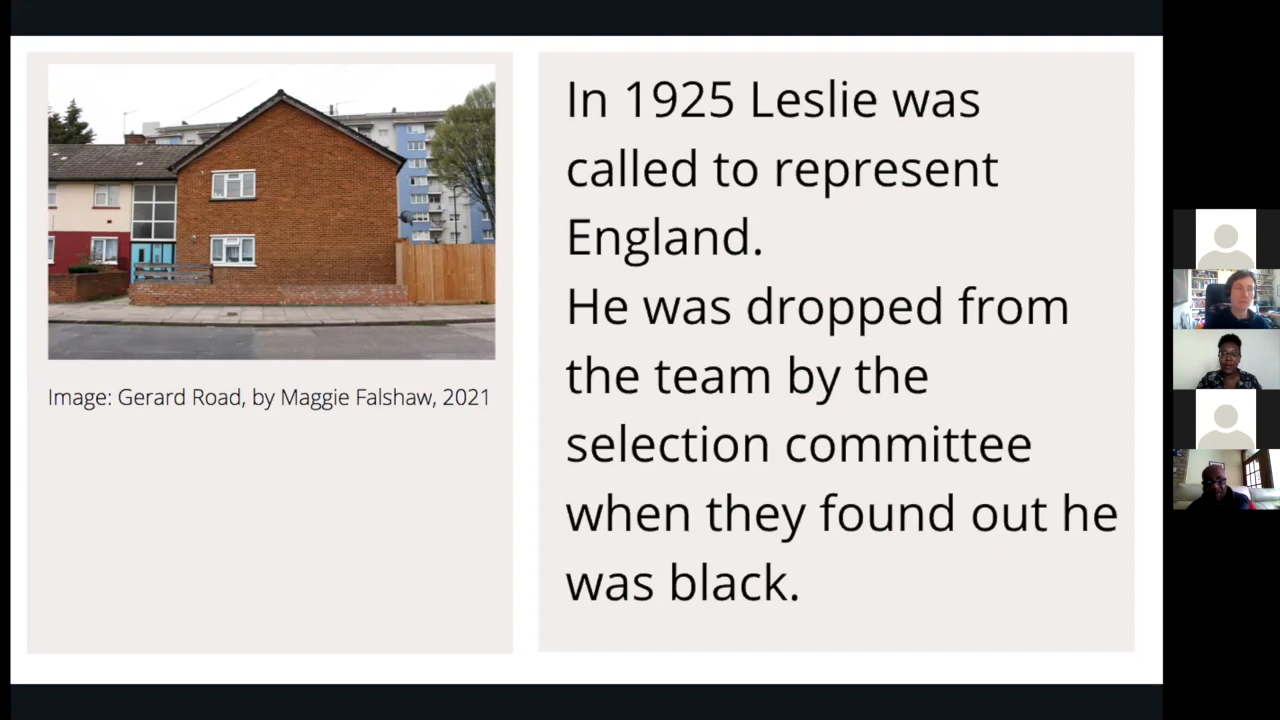 Image: Gerard Road, by Maggie Falshaw, 2021
In 1925 Leslie was
called to represent
England.
He was dropped from
the team by the
selection committee
when they found out he
was black.